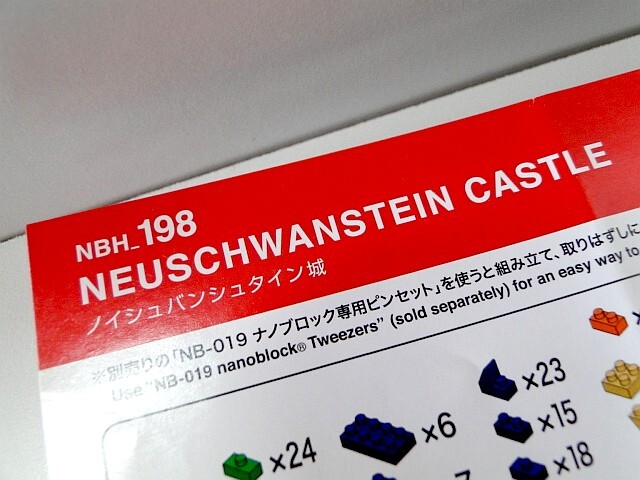 NBH_198
NEUSCHWANSTEIN CASTLE
ノイシュバンシュタイン城
※別売りの「NB-019 ナノブロック専用ピンセット」を使うと組み立て、取りはずしに
Use "NB-019 nanoblock® Tweezers" (sold separately) for an easy way to
×24
×6
×23
×15
×18